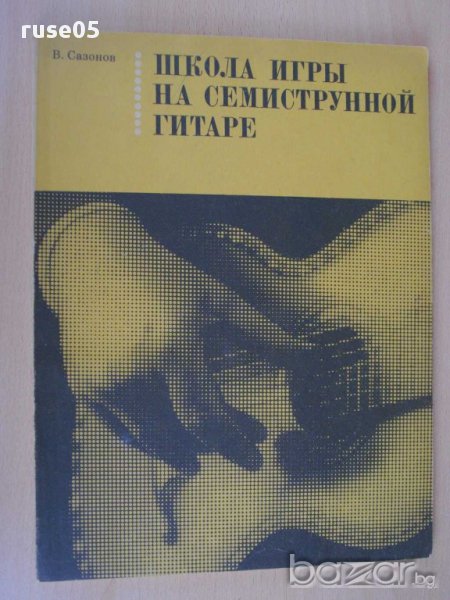 ruse05
В. Сазонов
ШКОЛА ИГРЫ
НА СЕМИСТРУННОЙ
ГИТАРЕ
bazar.bg